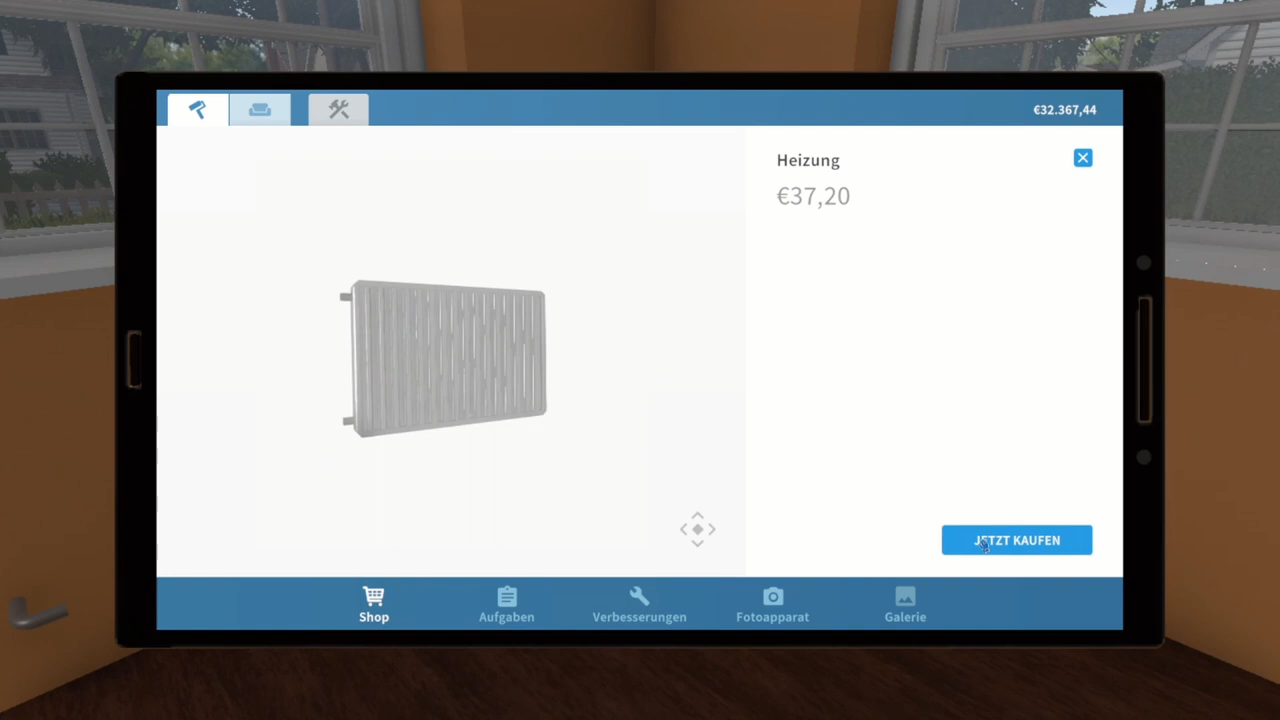 €32.367,44
Heizung
€37,20
JETZT KAUFEN
Shop
Aufgaben
Verbesserungen
Fotoapparat
Galerie